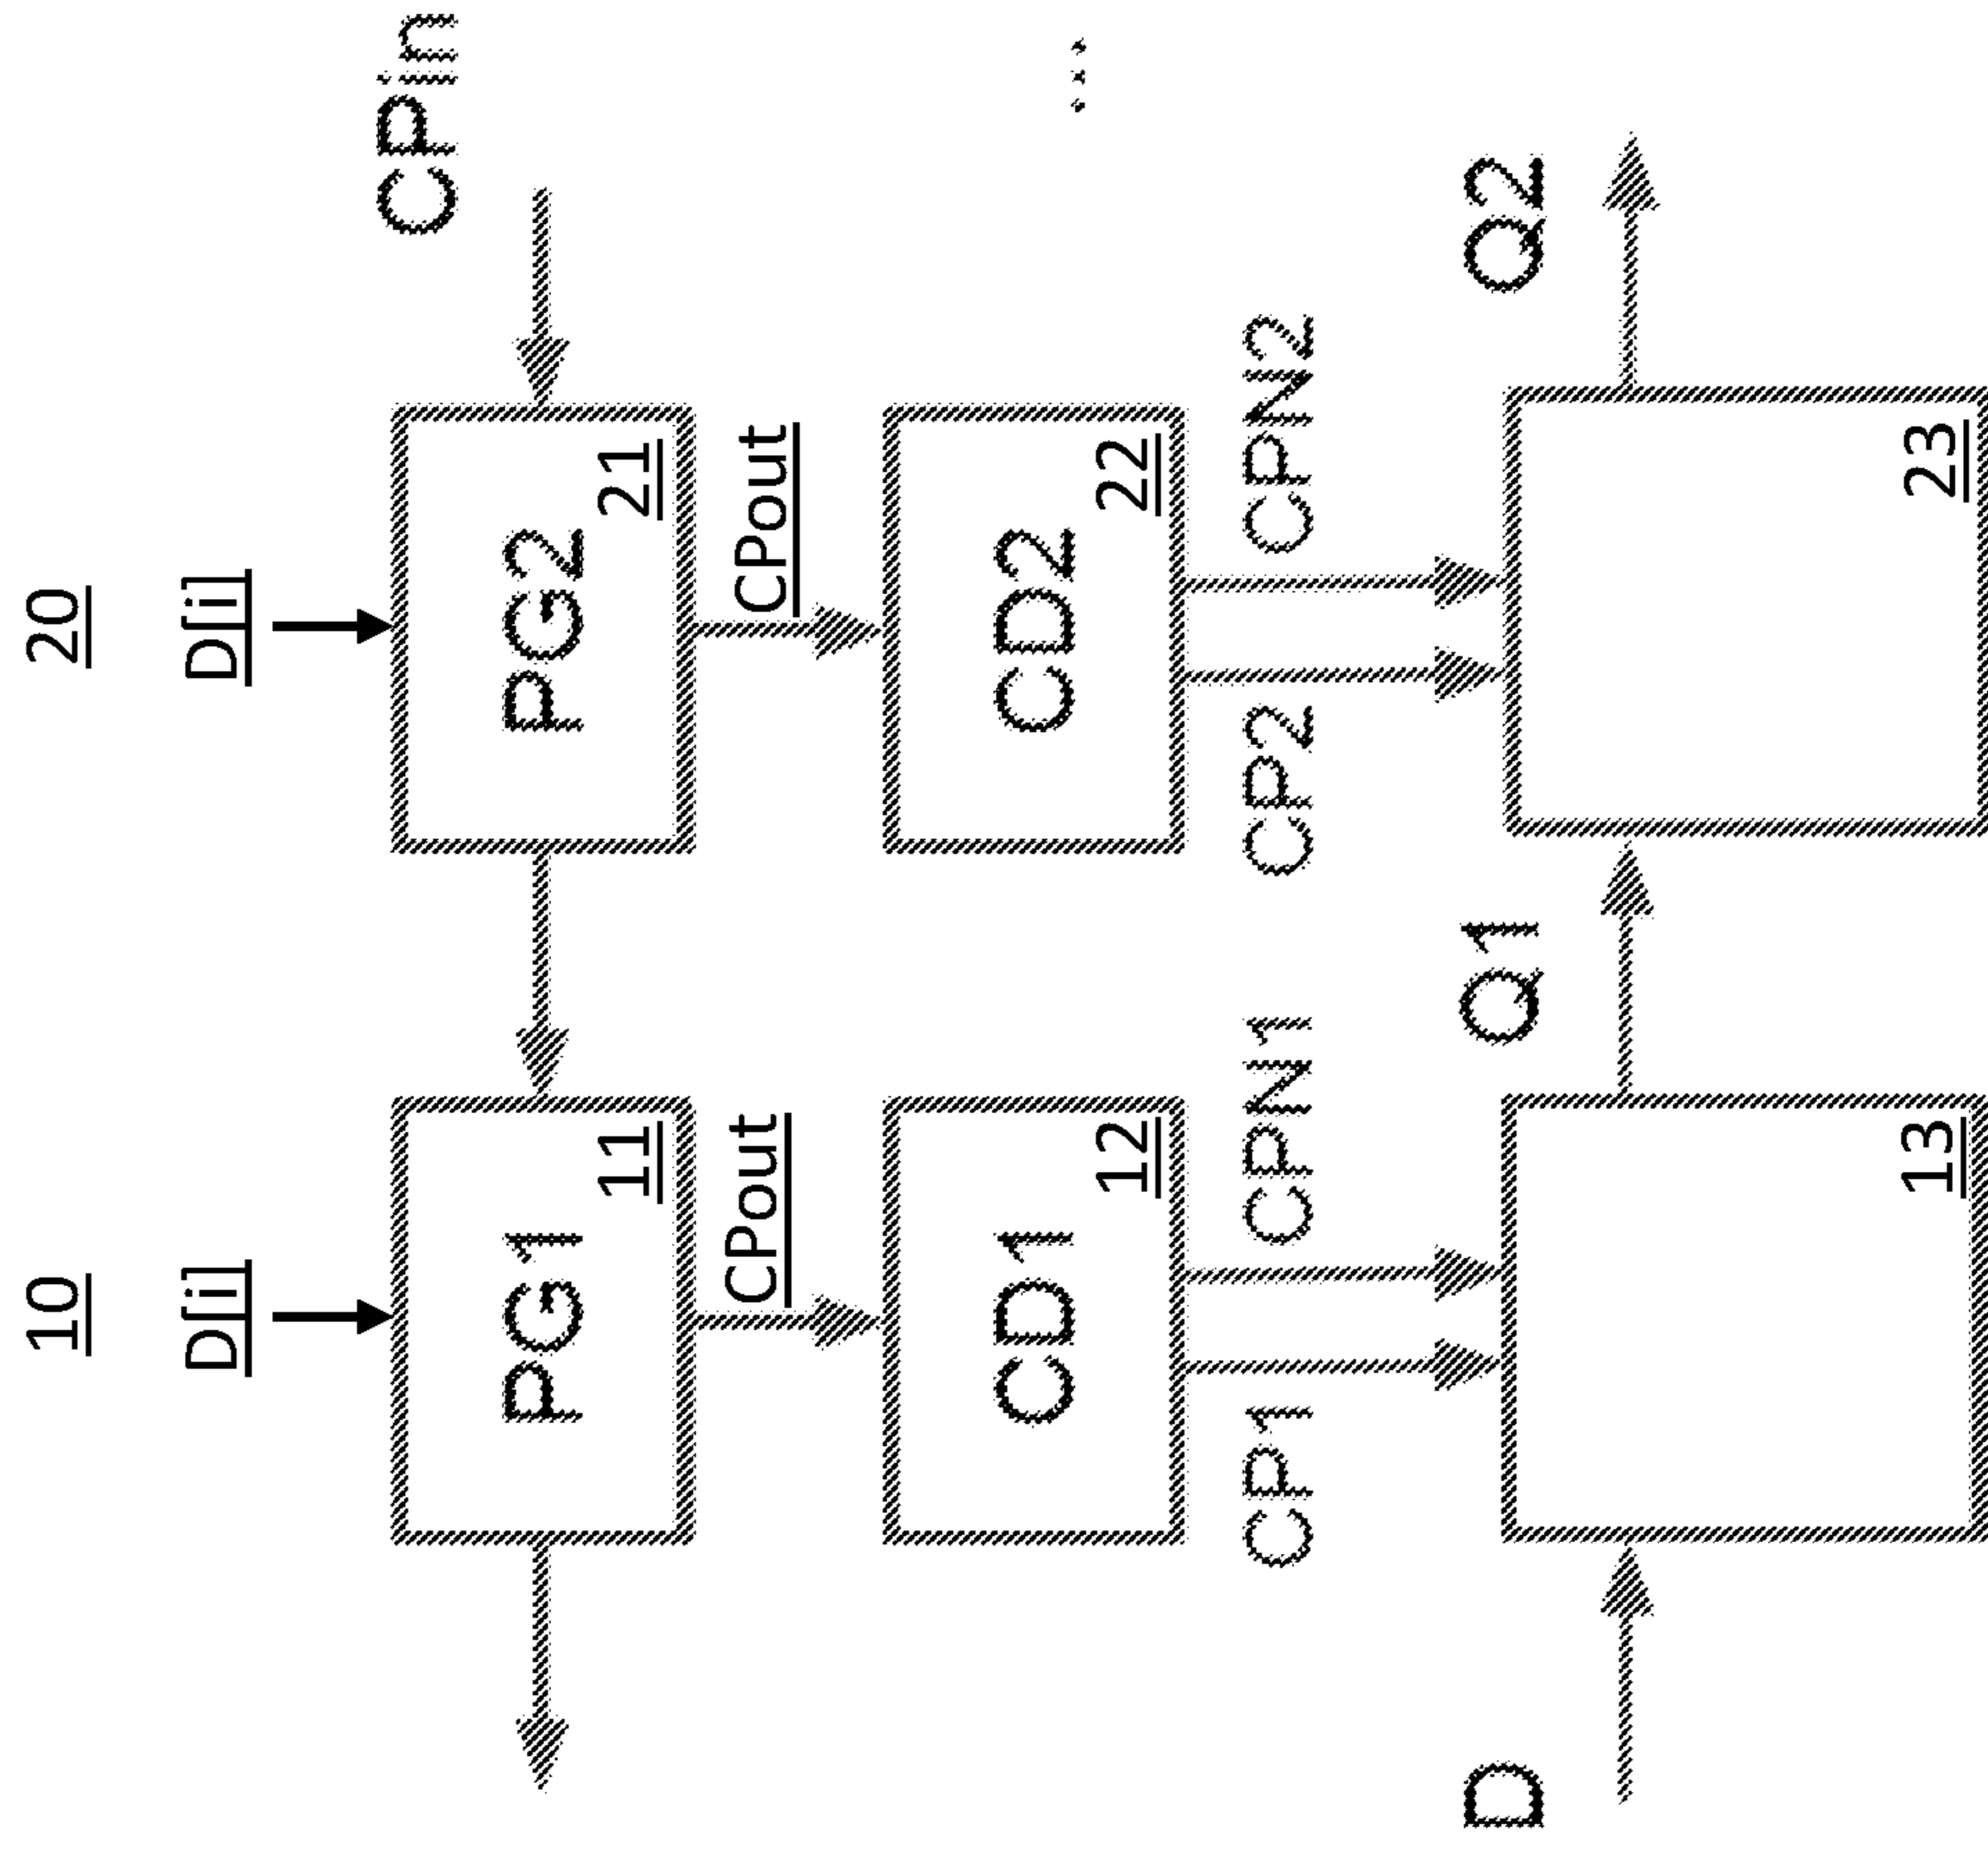 10
20
D[i]
D[i]
CPin
PG1
PG2
11
21
CPout
CPout
CD1
CD2
...
12
22
CP1
CPN1
CP2
CPN2
D
Q1
Q2
13
23